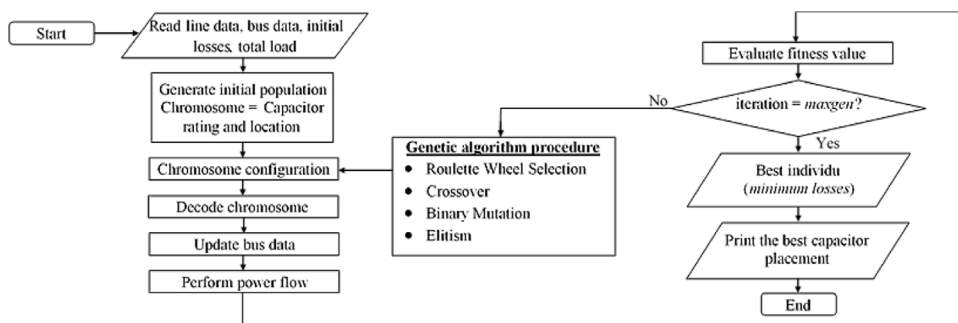 Start
Read line data, bus data, initial
losses, total load
Generate initial population
Chromosome = Capacitor
rating and location
Chromosome configuration
Decode chromosome
Update bus data
Perform power flow
Genetic algorithm procedure
• Roulette Wheel Selection
• Crossover
• Binary Mutation
• Elitism
Evaluate fitness value
iteration = maxgen?
No
Yes
Best individu
(minimum losses)
Print the best capacitor
placement
End